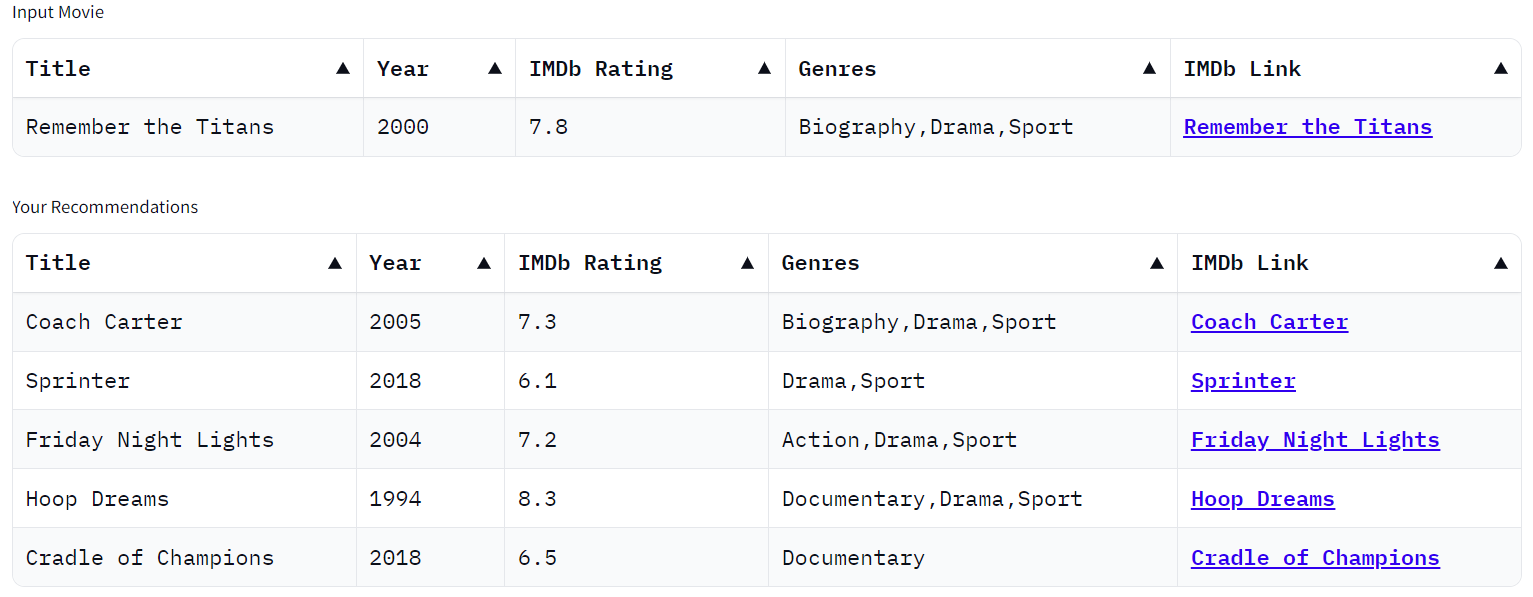 Input Movie
Title ▲ Year ▲ IMDb Rating ▲ Genres ▲ IMDb Link ▲
Remember the Titans 2000 7.8 Biography,Drama,Sport Remember the Titans
Your Recommendations
Title ▲ Year ▲ IMDb Rating ▲ Genres ▲ IMDb Link ▲
Coach Carter 2005 7.3 Biography,Drama,Sport Coach Carter
Sprinter 2018 6.1 Drama,Sport Sprinter
Friday Night Lights 2004 7.2 Action,Drama,Sport Friday Night Lights
Hoop Dreams 1994 8.3 Documentary,Drama,Sport Hoop Dreams
Cradle of Champions 2018 6.5 Documentary Cradle of Champions